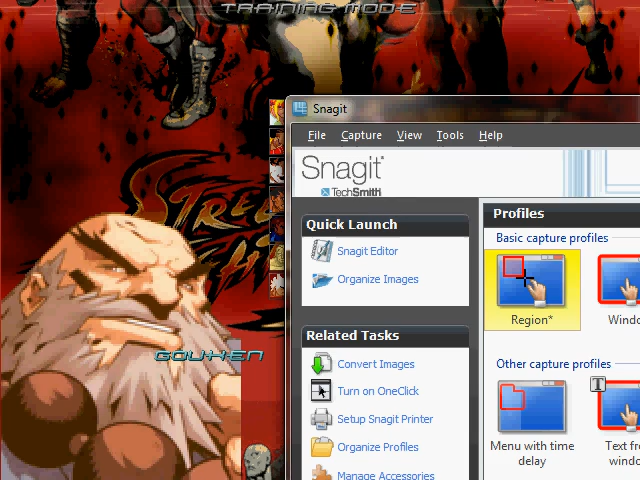 TRAINING MODE
Snagit
File Capture View Tools Help
Snagit
TechSmith
Quick Launch
Snagit Editor
Organize Images
Related Tasks
Convert Images
Turn on OneClick
Setup Snagit Printer
Organize Profiles
Manage Accessories
Profiles
Basic capture profiles
Region*
Other capture profiles
Menu with time
delay
Text from
T
GOUKEN